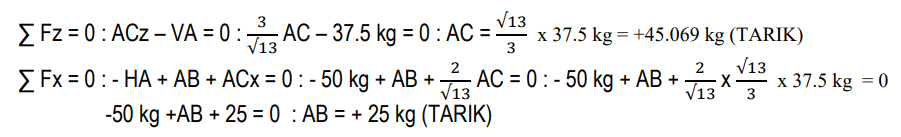 ∑ Fz = 0 : ACz – VA = 0 : 3/√13 AC – 37.5 kg = 0 : AC = √13/3 x 37.5 kg = +45.069 kg (TARIK)
∑ Fx = 0 : - HA + AB + ACx = 0 : - 50 kg + AB + 2/√13 AC = 0 : - 50 kg + AB + 2/√13 x √13/3 x 37.5 kg = 0
-50 kg +AB + 25 = 0 : AB = + 25 kg (TARIK)